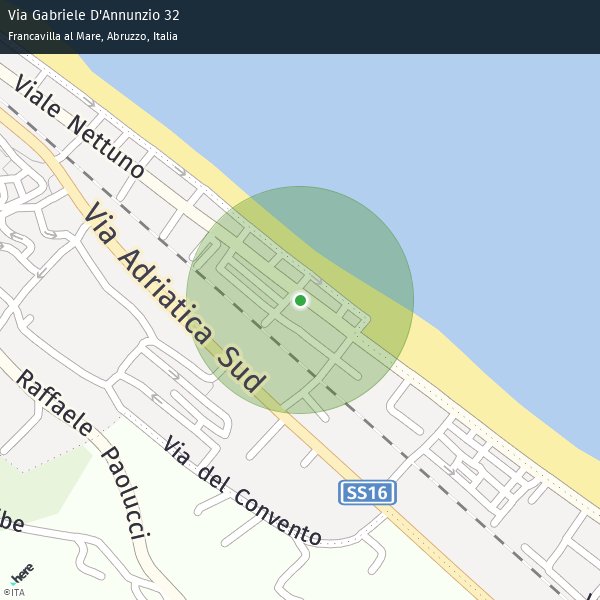 Via Gabriele D'Annunzio 32
Francavilla al Mare, Abruzzo, Italia
Viale Nettuno
Via Adriatica Sud
Raffaele Paolucci
Via del Convento
SS16
here
©ITA